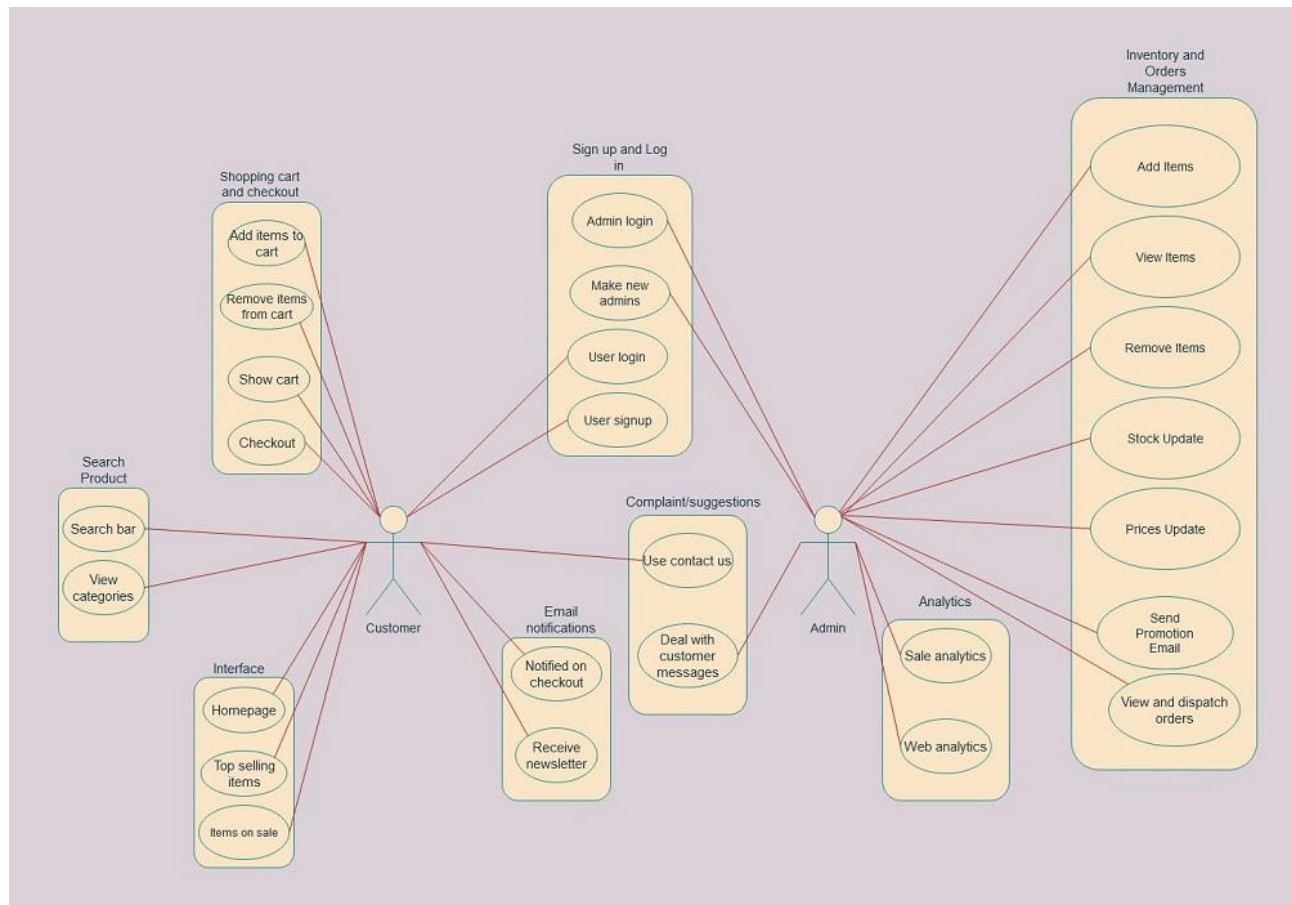 Inventory and
Orders
Management
Add Items
View Items
Remove Items
Stock Update
Prices Update
Send
Promotion
Email
View and dispatch
orders
Sign up and Log
in
Admin login
Make new
admins
User login
User signup
Shopping cart
and checkout
Add items to
cart
Remove items
from cart
Show cart
Checkout
Search
Product
Search bar
View
categories
Customer
Interface
Homepage
Top selling
items
Items on sale
Email
notifications
Notified on
checkout
Receive
newsletter
Complaint/suggestions
Use contact us
Deal with
customer
messages
Admin
Analytics
Sale analytics
Web analytics